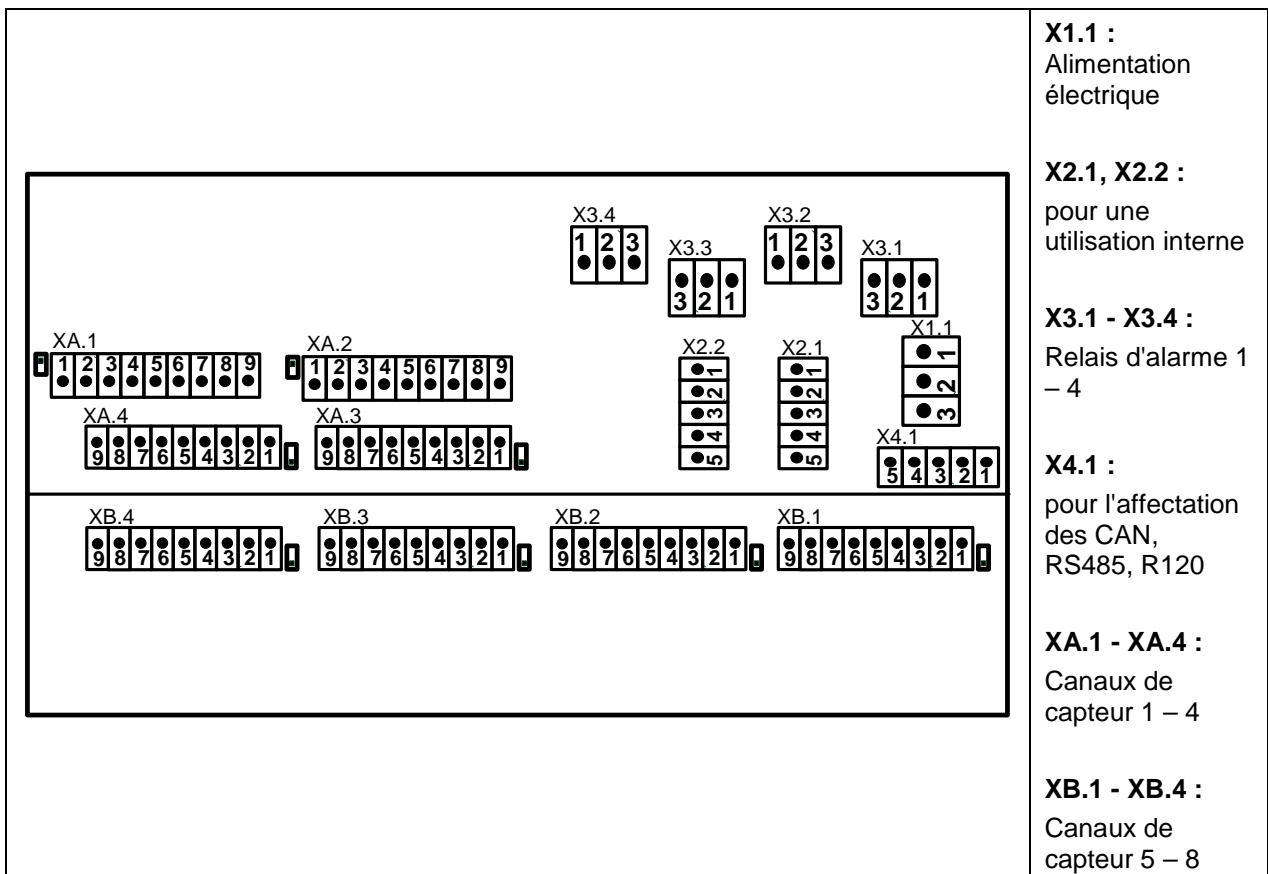 X3.4
1 2 3
X3.3
3 2 1
X3.2
1 2 3
X3.1
3 2 1
X1.1
1
2
3
XA.1
1 2 3 4 5 6 7 8 9
XA.2
1 2 3 4 5 6 7 8 9
X2.2
1
2
3
4
5
X2.1
1
2
3
4
5
XA.4
9 8 7 6 5 4 3 2 1
XA.3
9 8 7 6 5 4 3 2 1
X4.1
5 4 3 2 1
XB.4
9 8 7 6 5 4 3 2 1
XB.3
9 8 7 6 5 4 3 2 1
XB.2
9 8 7 6 5 4 3 2 1
XB.1
9 8 7 6 5 4 3 2 1
X1.1 :
Alimentation
électrique
X2.1, X2.2 :
pour une
utilisation interne
X3.1 - X3.4 :
Relais d'alarme 1
– 4
X4.1 :
pour l'affectation
des CAN,
RS485, R120
XA.1 - XA.4 :
Canaux de
capteur 1 – 4
XB.1 - XB.4 :
Canaux de
capteur 5 – 8